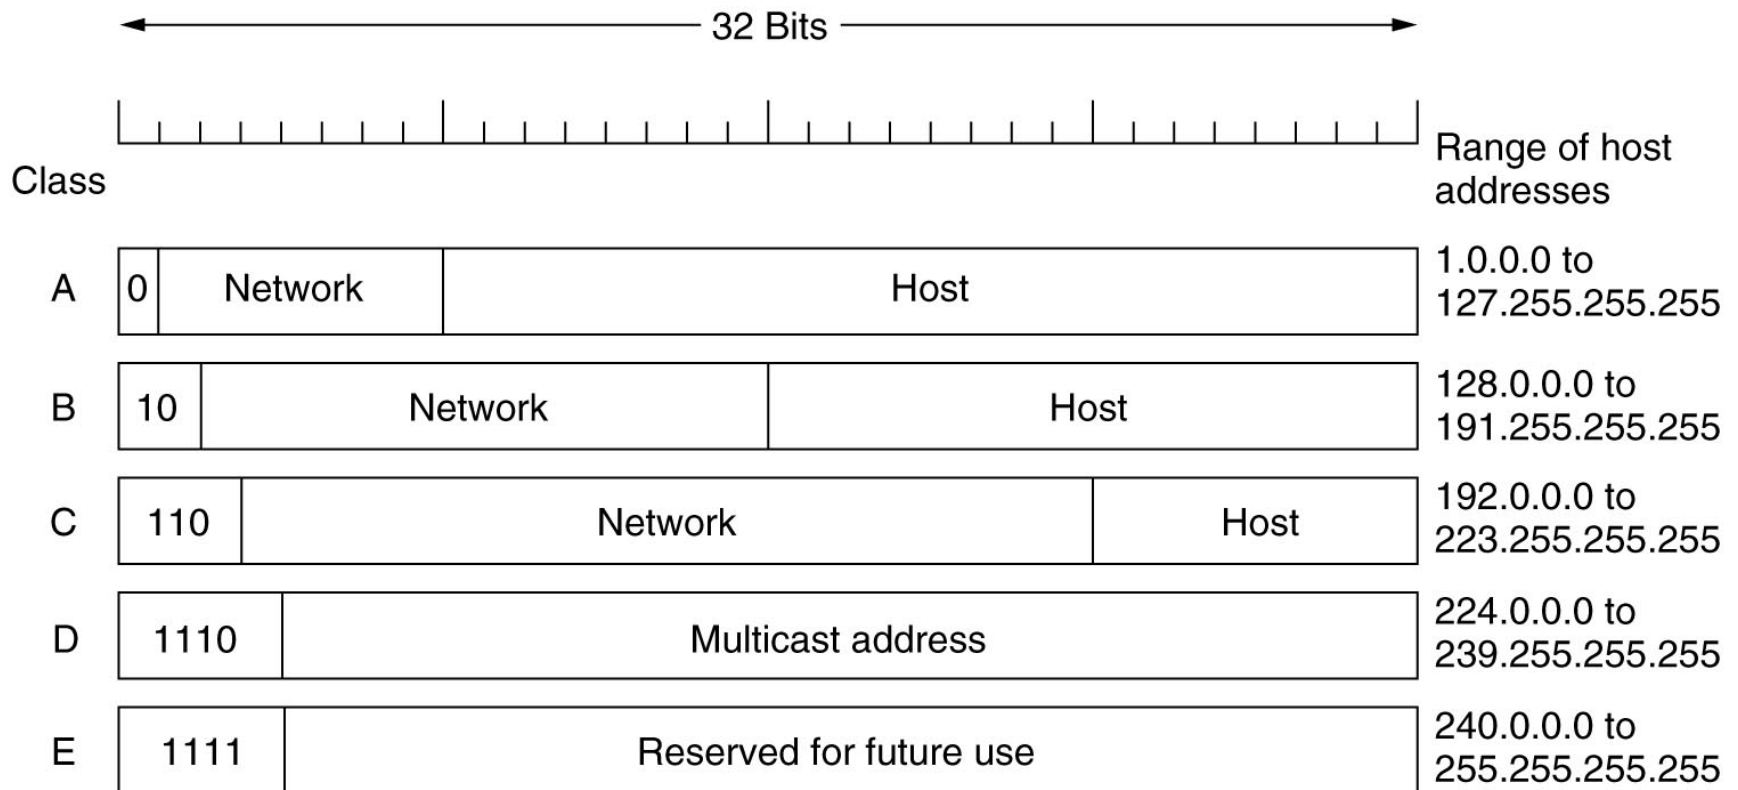 32 Bits
Range of host
addresses
Class
A 0 Network Host 1.0.0.0 to
127.255.255.255
B 10 Network Host 128.0.0.0 to
191.255.255.255
C 110 Network Host 192.0.0.0 to
223.255.255.255
D 1110 Multicast address 224.0.0.0 to
239.255.255.255
E 1111 Reserved for future use 240.0.0.0 to
255.255.255.255